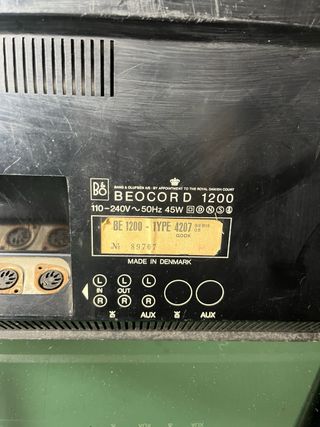 B&O
BANG & OLUFSEN A/S · BY APPOINTMENT TO THE ROYAL DANISH COURT
BEOCORD 1200
110-240V ~ 50Hz 45W D N S
BE 1200 - TYPE 4207
GODK
№ 89767
MADE IN DENMARK
L L L
IN OUT
R R R
AUX AUX